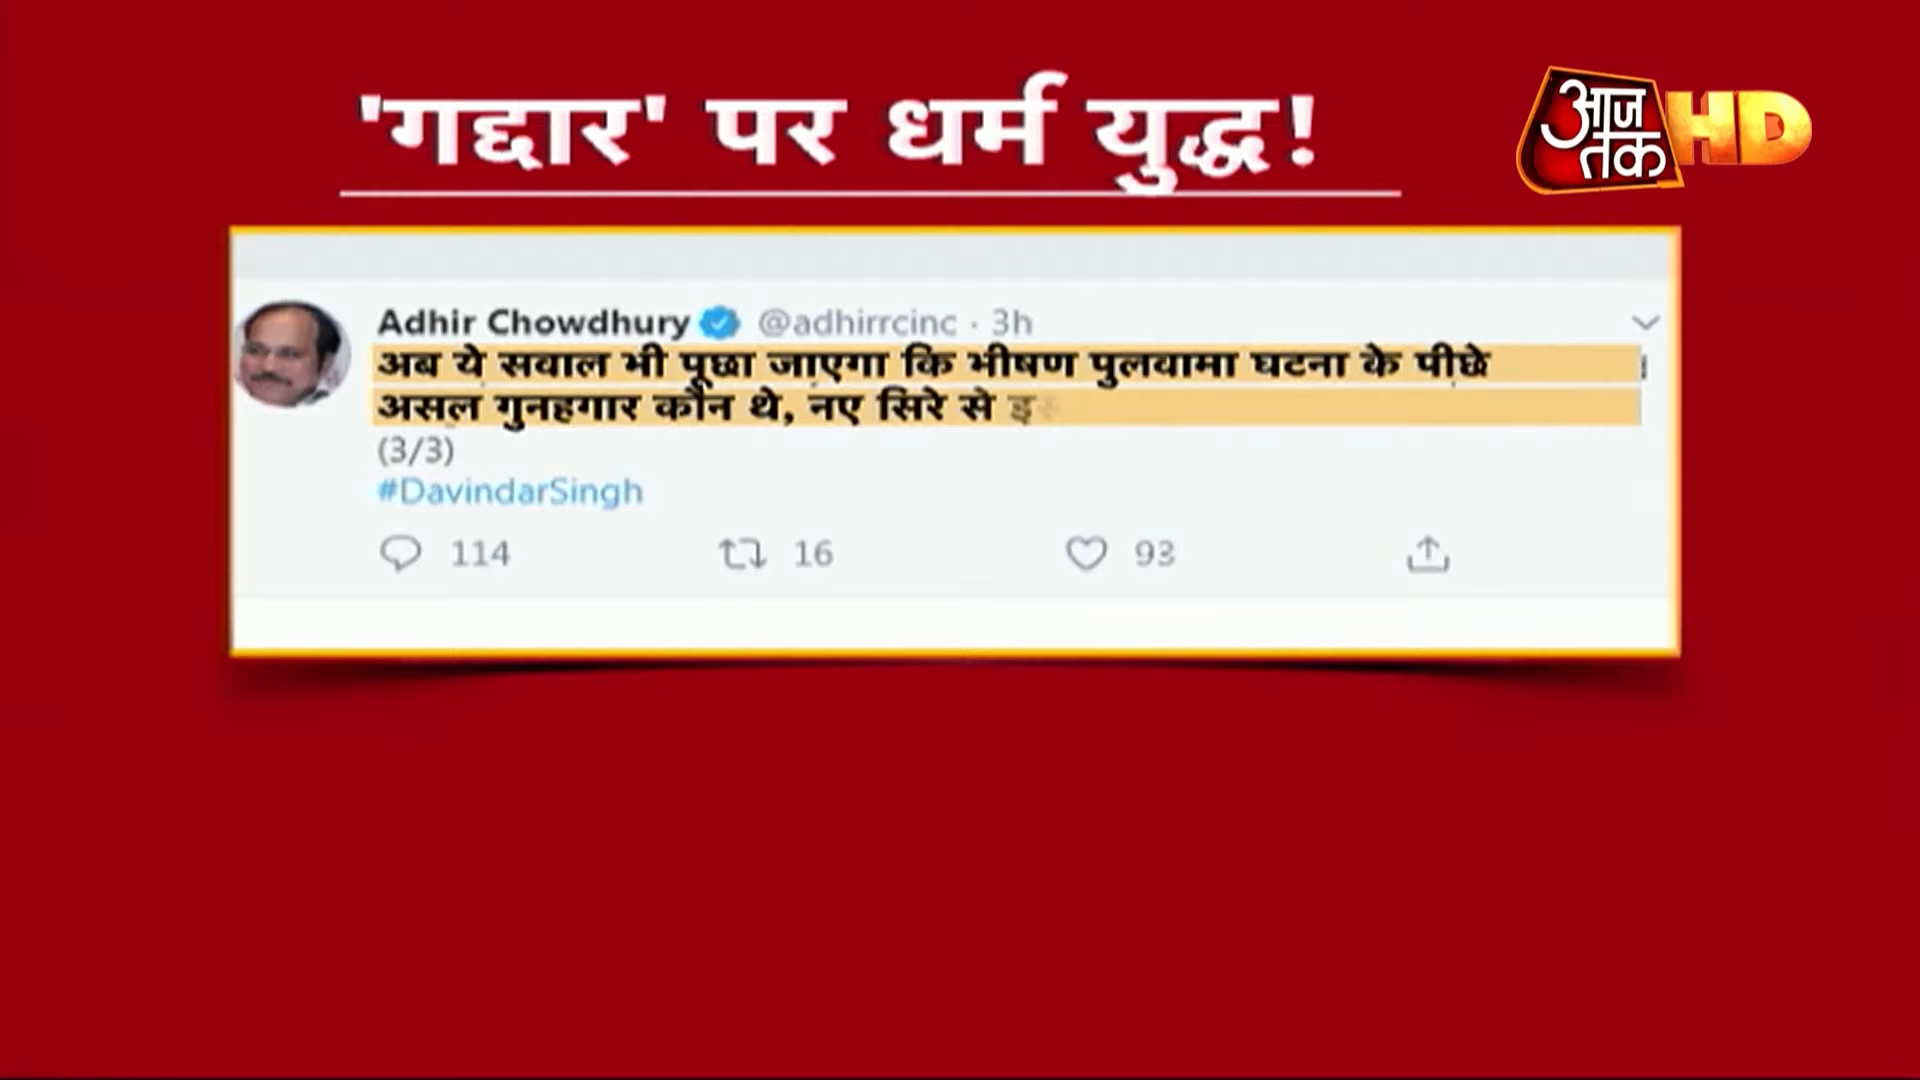 'गद्दार' पर धर्म युद्ध!
आज तक HD
Adhir Chowdhury @adhirrcinc · 3h
अब ये सवाल भी पूछा जाएगा कि भीषण पुलवामा घटना के पीछे
असल गुनहगार कौन थे, नए सिरे से
(3/3)
#DavindarSingh
114 16 93